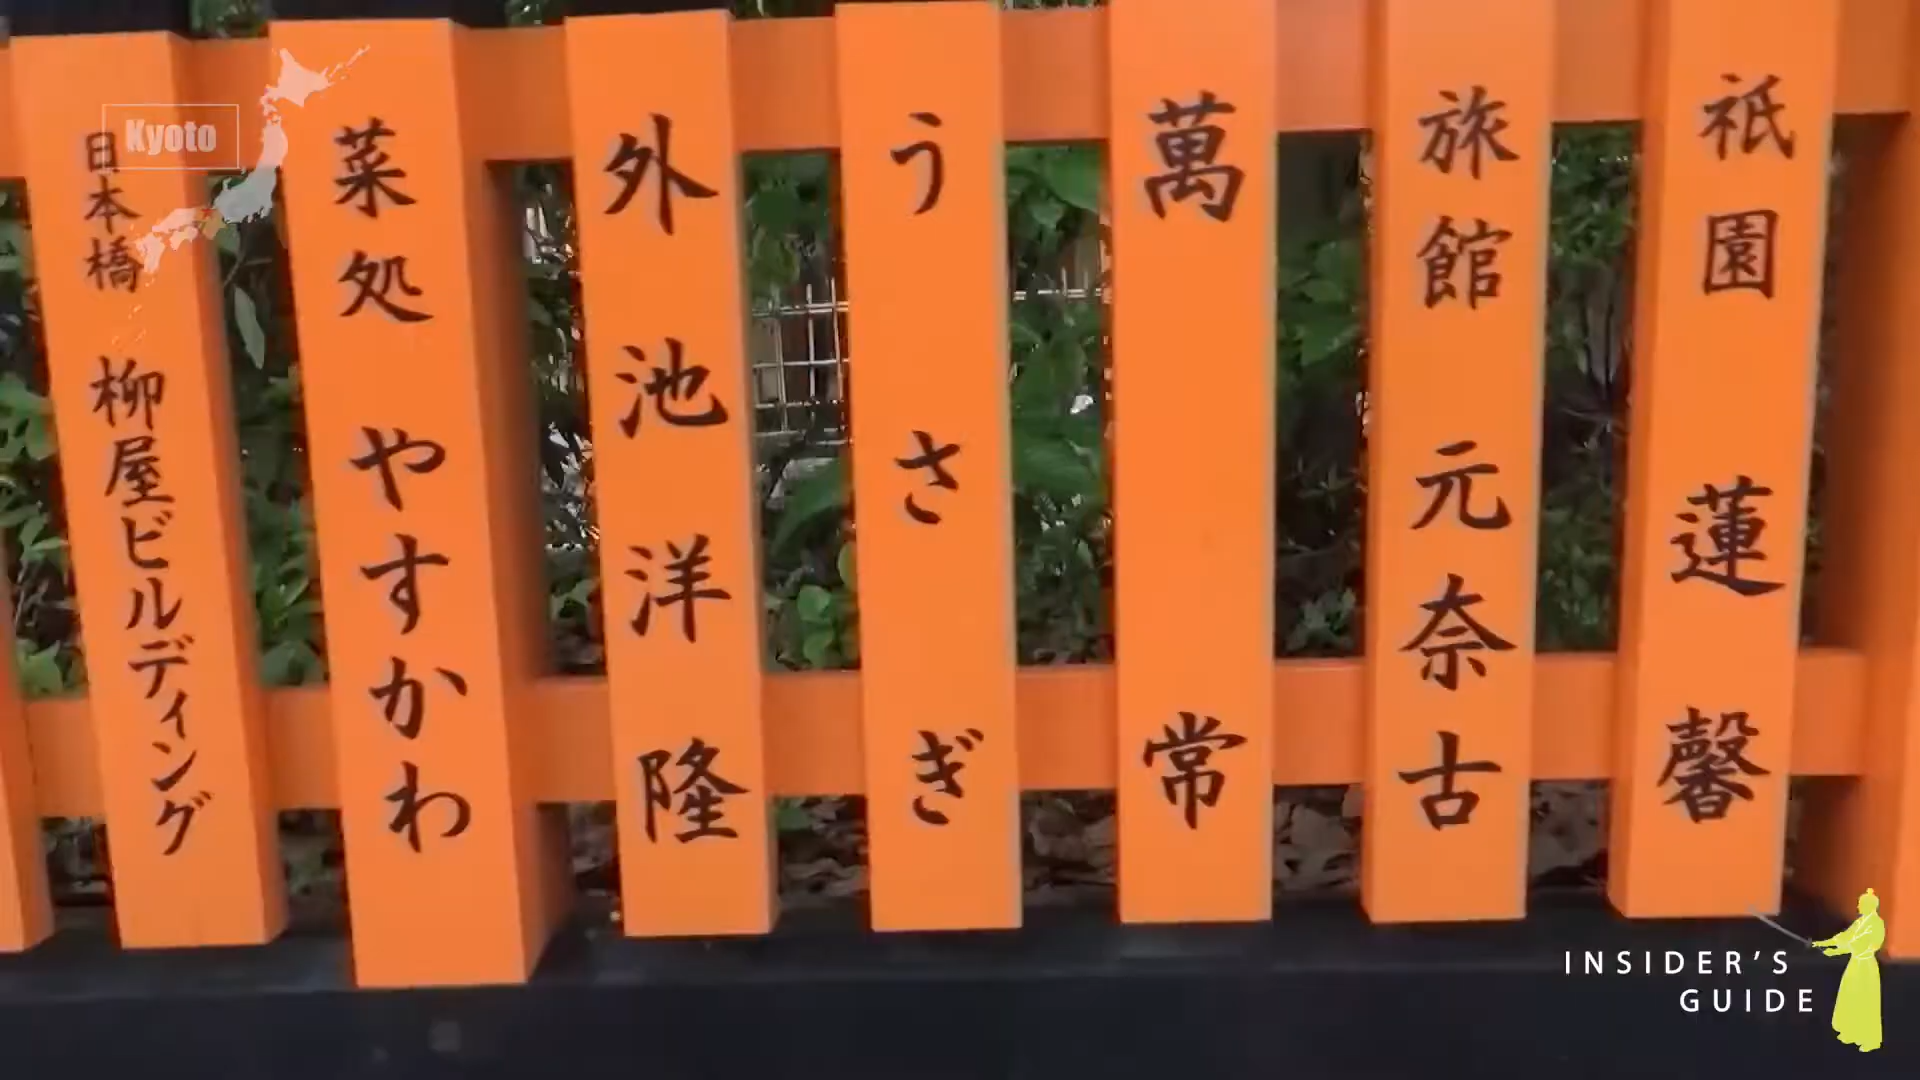 祇園 蓮馨
旅館 元奈古
萬常
うさぎ
外池洋隆
菜処 やすかわ
日本橋 柳屋ビルディング
Kyoto
INSIDER'S
GUIDE